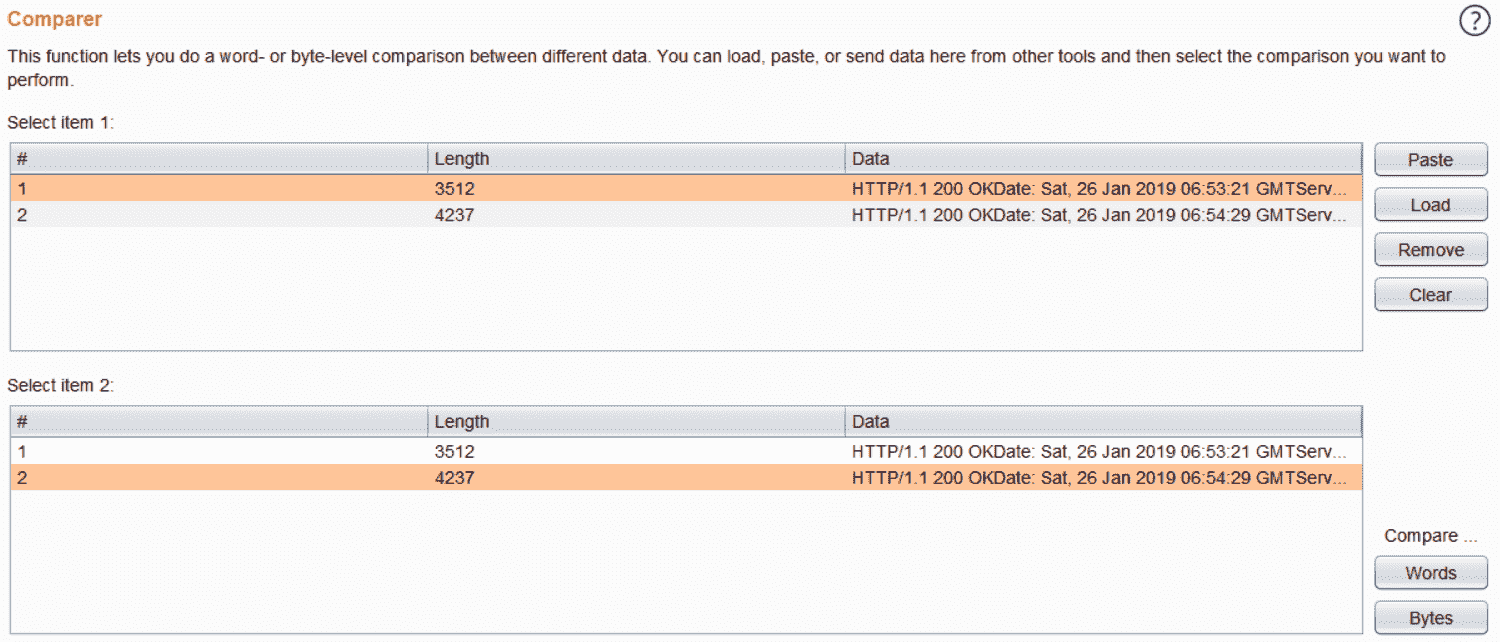 Comparer
?
This function lets you do a word- or byte-level comparison between different data. You can load, paste, or send data here from other tools and then select the comparison you want to
perform.
Select item 1:
# Length Data
1 3512 HTTP/1.1 200 OKDate: Sat, 26 Jan 2019 06:53:21 GMTServ...
2 4237 HTTP/1.1 200 OKDate: Sat, 26 Jan 2019 06:54:29 GMTServ...
Paste
Load
Remove
Clear
Select item 2:
# Length Data
1 3512 HTTP/1.1 200 OKDate: Sat, 26 Jan 2019 06:53:21 GMTServ...
2 4237 HTTP/1.1 200 OKDate: Sat, 26 Jan 2019 06:54:29 GMTServ...
Compare ...
Words
Bytes